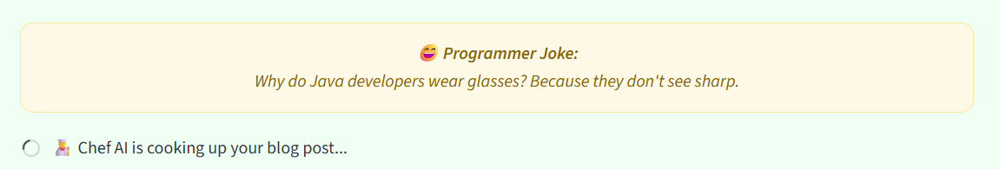 😅 Programmer Joke:
Why do Java developers wear glasses? Because they don't see sharp.
👨‍🍳 Chef AI is cooking up your blog post...